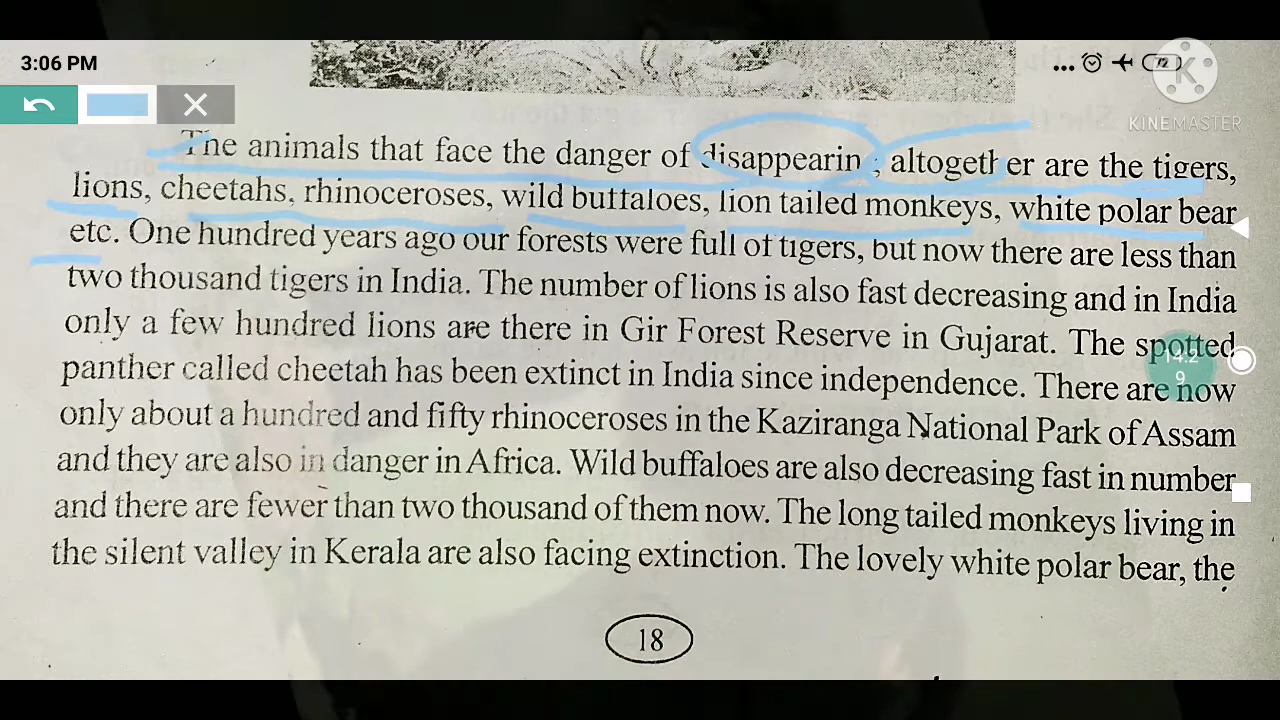 3:06 PM
...
KINEMASTER
The animals that face the danger of disappearin altogether are the tigers,
lions, cheetahs, rhinoceroses, wild buffaloes, lion tailed monkeys, white polar bear
etc. One hundred years ago our forests were full of tigers, but now there are less than
two thousand tigers in India. The number of lions is also fast decreasing and in India
only a few hundred lions are there in Gir Forest Reserve in Gujarat. The spotted
panther called cheetah has been extinct in India since independence. There are now
only about a hundred and fifty rhinoceroses in the Kaziranga National Park of Assam
and they are also in danger in Africa. Wild buffaloes are also decreasing fast in number
and there are fewer than two thousand of them now. The long tailed monkeys living in
the silent valley in Kerala are also facing extinction. The lovely white polar bear, the
18